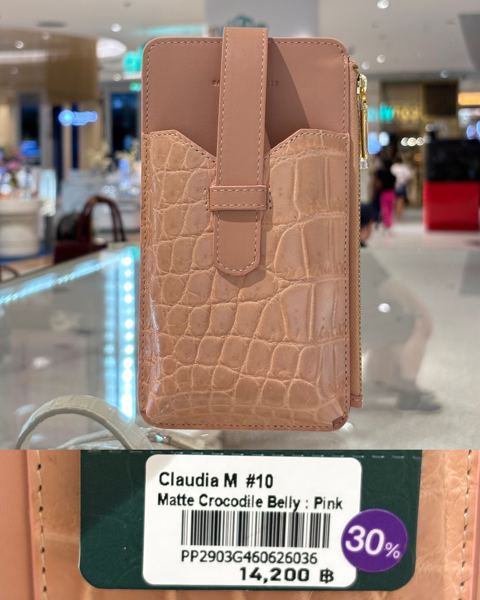 Claudia M #10
Matte Crocodile Belly : Pink
PP2903G460626036
14,200 ฿
30%